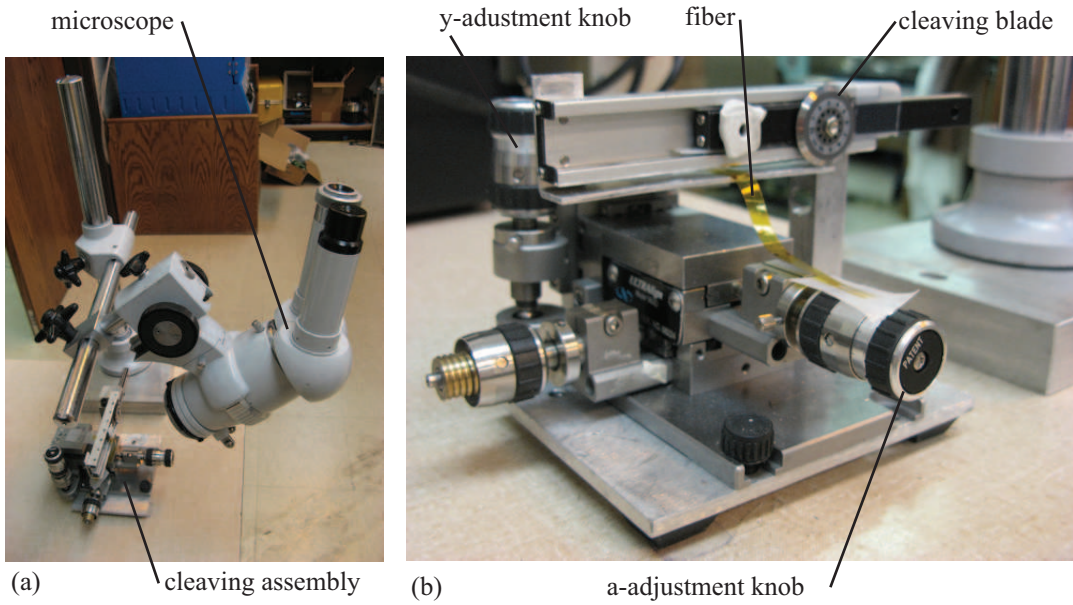 microscope
y-adustment knob
fiber
cleaving blade
PATENT
(a)
cleaving assembly
(b)
a-adjustment knob